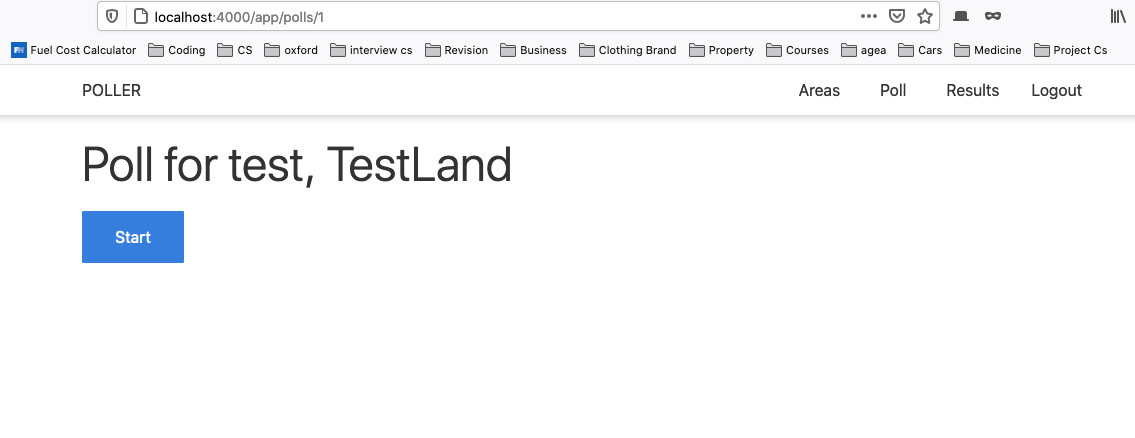 localhost:4000/app/polls/1
FN Fuel Cost Calculator Coding CS oxford interview cs Revision Business Clothing Brand Property Courses agea Cars Medicine Project Cs
POLLER Areas Poll Results Logout
Poll for test, TestLand
Start